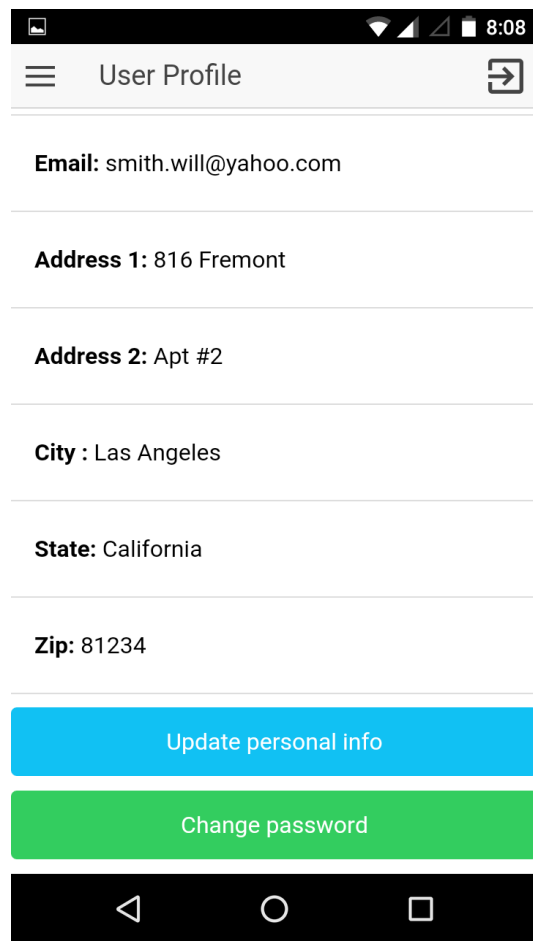 8:08
User Profile
Email: smith.will@yahoo.com
Address 1: 816 Fremont
Address 2: Apt #2
City : Las Angeles
State: California
Zip: 81234
Update personal info
Change password